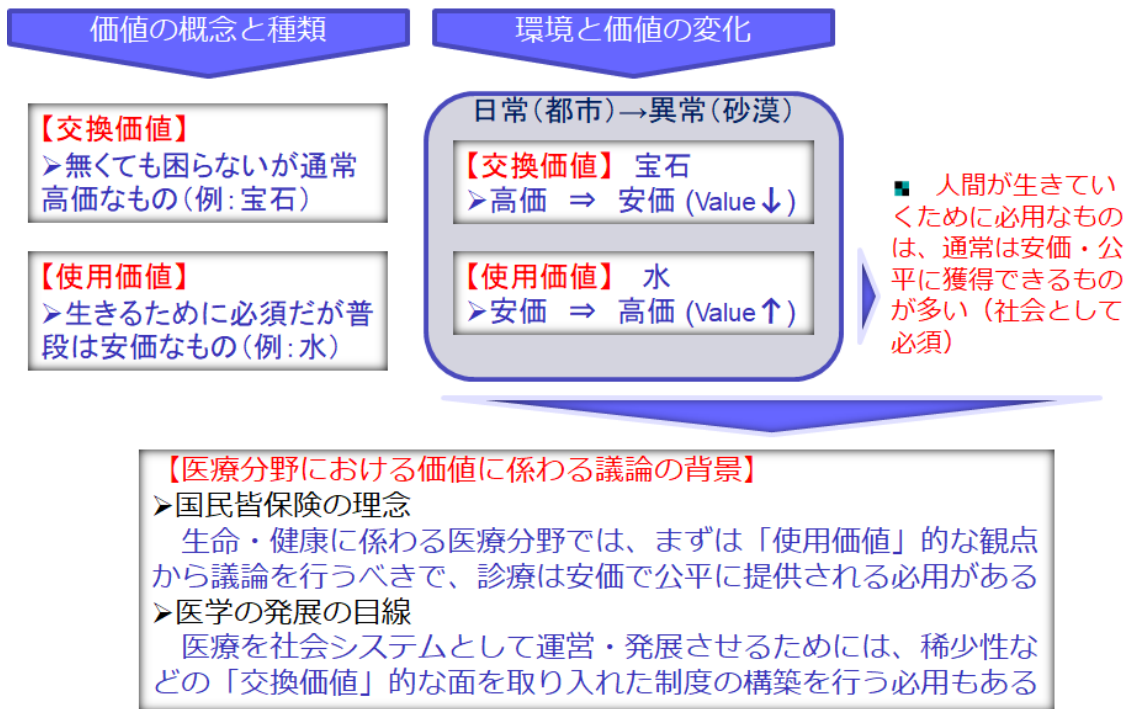 価値の概念と種類
環境と価値の変化
【交換価値】
➢無くても困らないが通常
高価なもの(例:宝石)
【使用価値】
➢生きるために必須だが普
段は安価なもの(例:水)
日常(都市)→異常(砂漠)
【交換価値】 宝石
➢高価 ⇒ 安価 (Value↓)
【使用価値】 水
➢安価 ⇒ 高価 (Value↑)
■ 人間が生きてい
くために必用なもの
は、通常は安価・公
平に獲得できるもの
が多い(社会として
必須)
【医療分野における価値に係わる議論の背景】
➢国民皆保険の理念
生命・健康に係わる医療分野では、まずは「使用価値」的な観点
から議論を行うべきで、診療は安価で公平に提供される必用がある
➢医学の発展の目線
医療を社会システムとして運営・発展させるためには、稀少性な
どの「交換価値」的な面を取り入れた制度の構築を行う必用もある